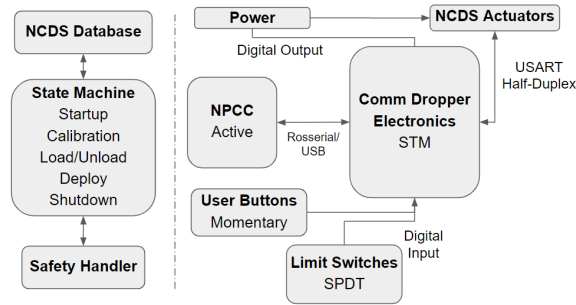 NCDS Database
State Machine
Startup
Calibration
Load/Unload
Deploy
Shutdown
Safety Handler
Power
NCDS Actuators
Digital Output
USART
Half-Duplex
NPCC
Active
Rosserial/
USB
Comm Dropper
Electronics
STM
User Buttons
Momentary
Digital
Input
Limit Switches
SPDT